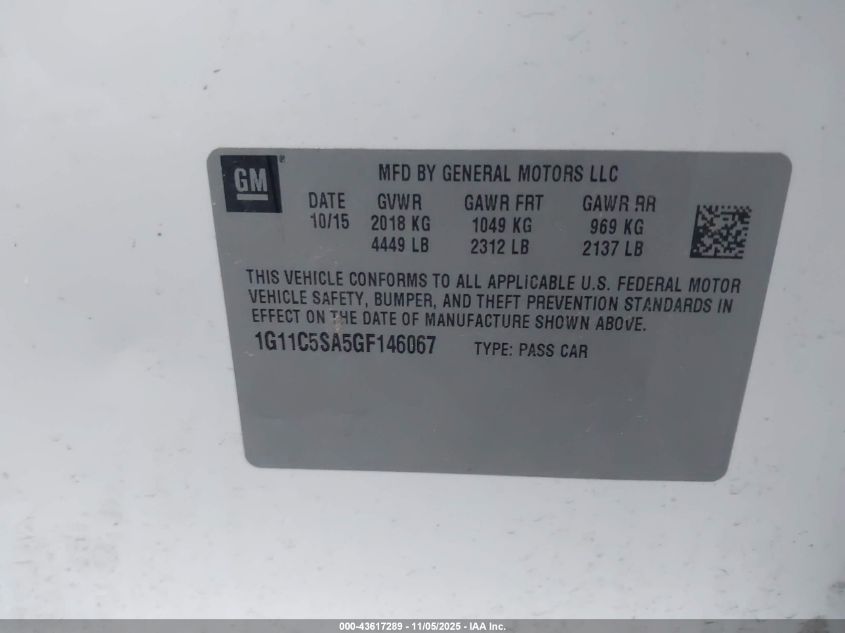 GM
MFD BY GENERAL MOTORS LLC
DATE GVWR GAWR FRT GAWR RR
10/15 2018 KG 1049 KG 969 KG
4449 LB 2312 LB 2137 LB
THIS VEHICLE CONFORMS TO ALL APPLICABLE U.S. FEDERAL MOTOR
VEHICLE SAFETY, BUMPER, AND THEFT PREVENTION STANDARDS IN
EFFECT ON THE DATE OF MANUFACTURE SHOWN ABOVE.
1G11C5SA5GF146067 TYPE: PASS CAR
000-43617289 - 11/05/2025 - IAA Inc.